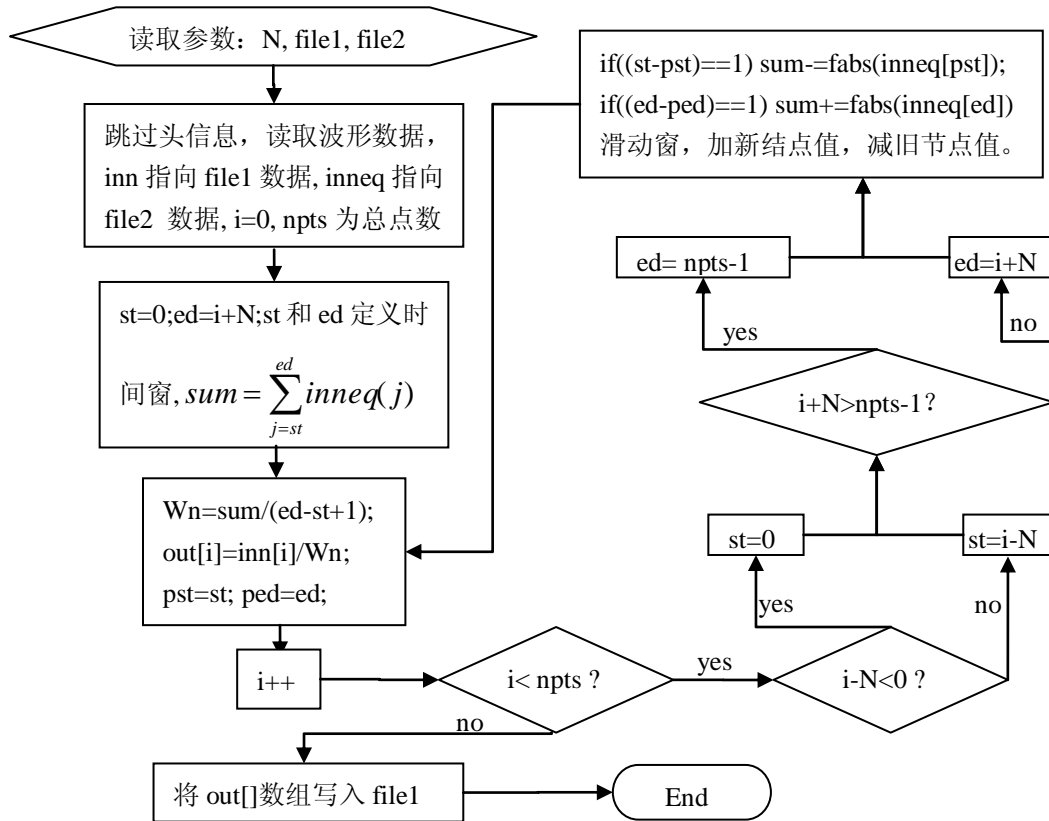 读取参数：N, file1, file2
跳过头信息，读取波形数据，
inn 指向 file1 数据, inneq 指向
file2 数据, i=0, npts 为总点数
st=0;ed=i+N;st 和 ed 定义时
间窗, sum = ∑_{j=st}^{ed} inneq(j)
Wn=sum/(ed-st+1);
out[i]=inn[i]/Wn;
pst=st; ped=ed;
i++
i< npts ?
yes
no
i-N<0 ?
yes
no
st=0
st=i-N
i+N>npts-1?
yes
no
ed= npts-1
ed=i+N
if((st-pst)==1) sum-=fabs(inneq[pst]);
if((ed-ped)==1) sum+=fabs(inneq[ed])
滑动窗，加新结点值，减旧节点值。
将 out[]数组写入 file1
End